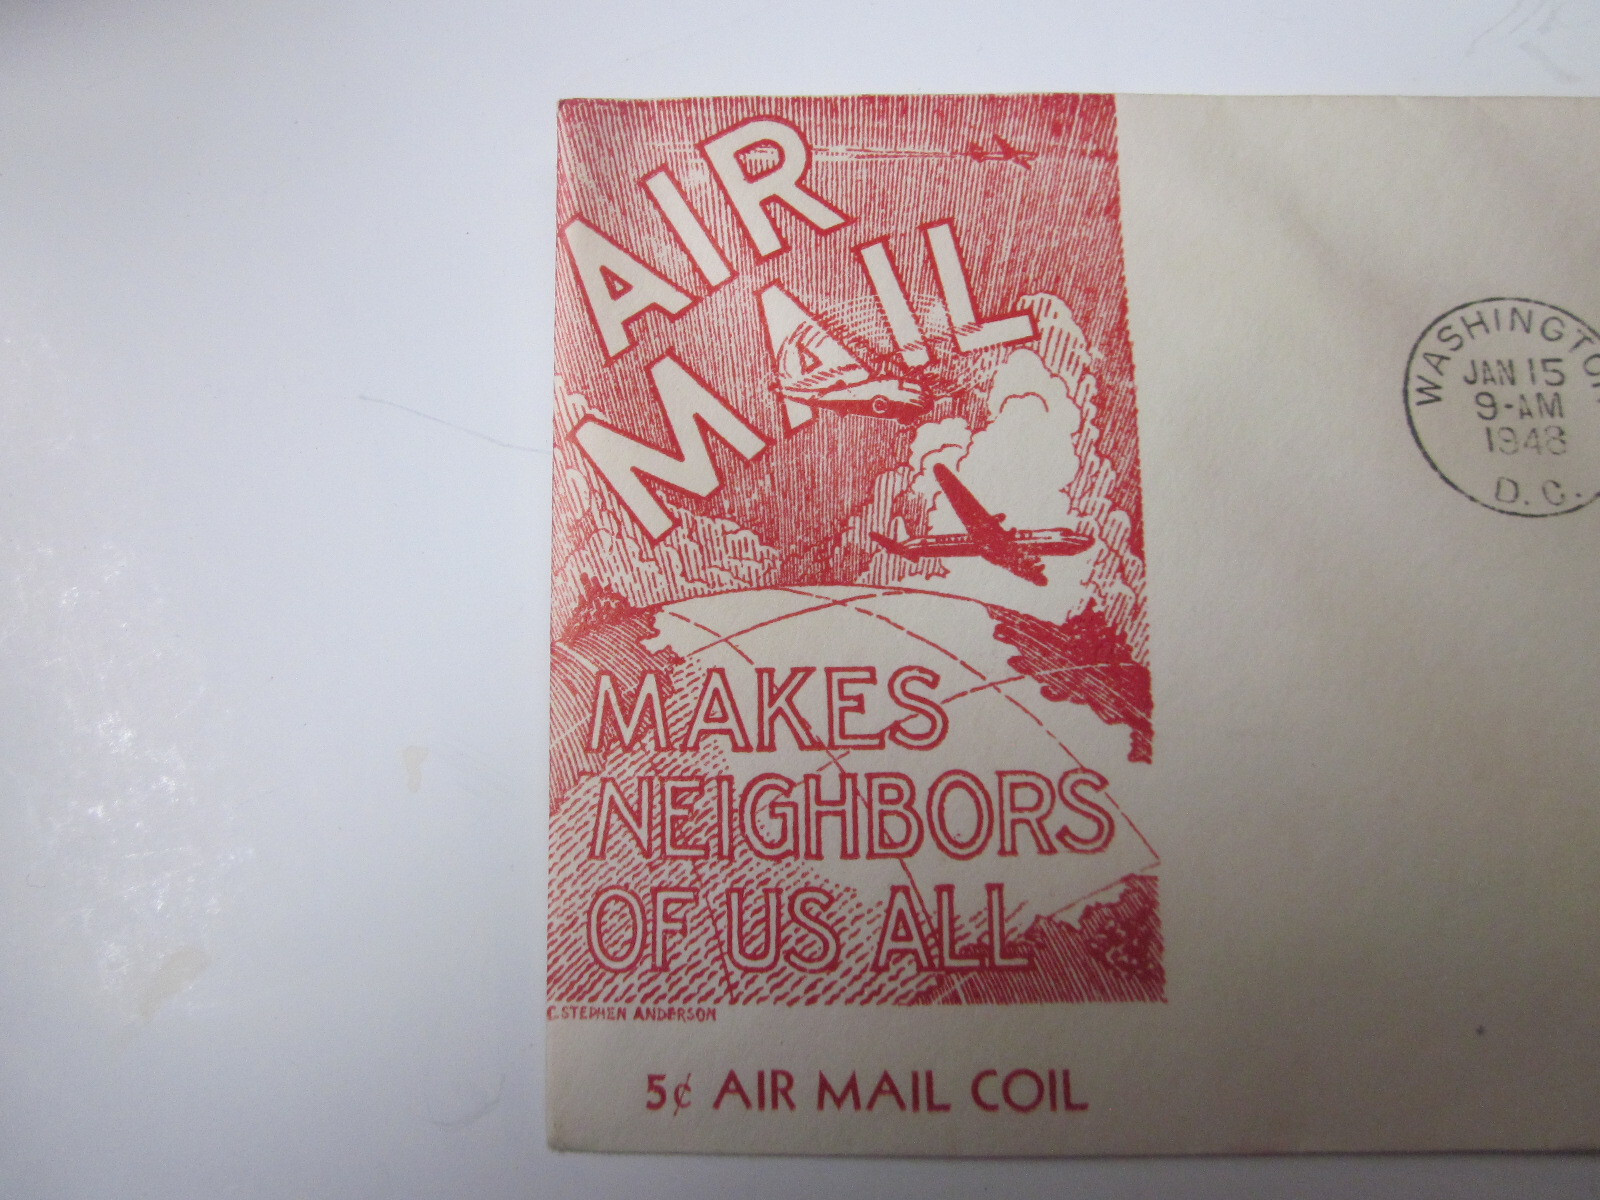 AIR
MAIL
MAKES
NEIGHBORS
OF US ALL
C. STEPHEN ANDERSON
5¢ AIR MAIL COIL
WASHINGTON
JAN 15
9-AM
1948
D. C.